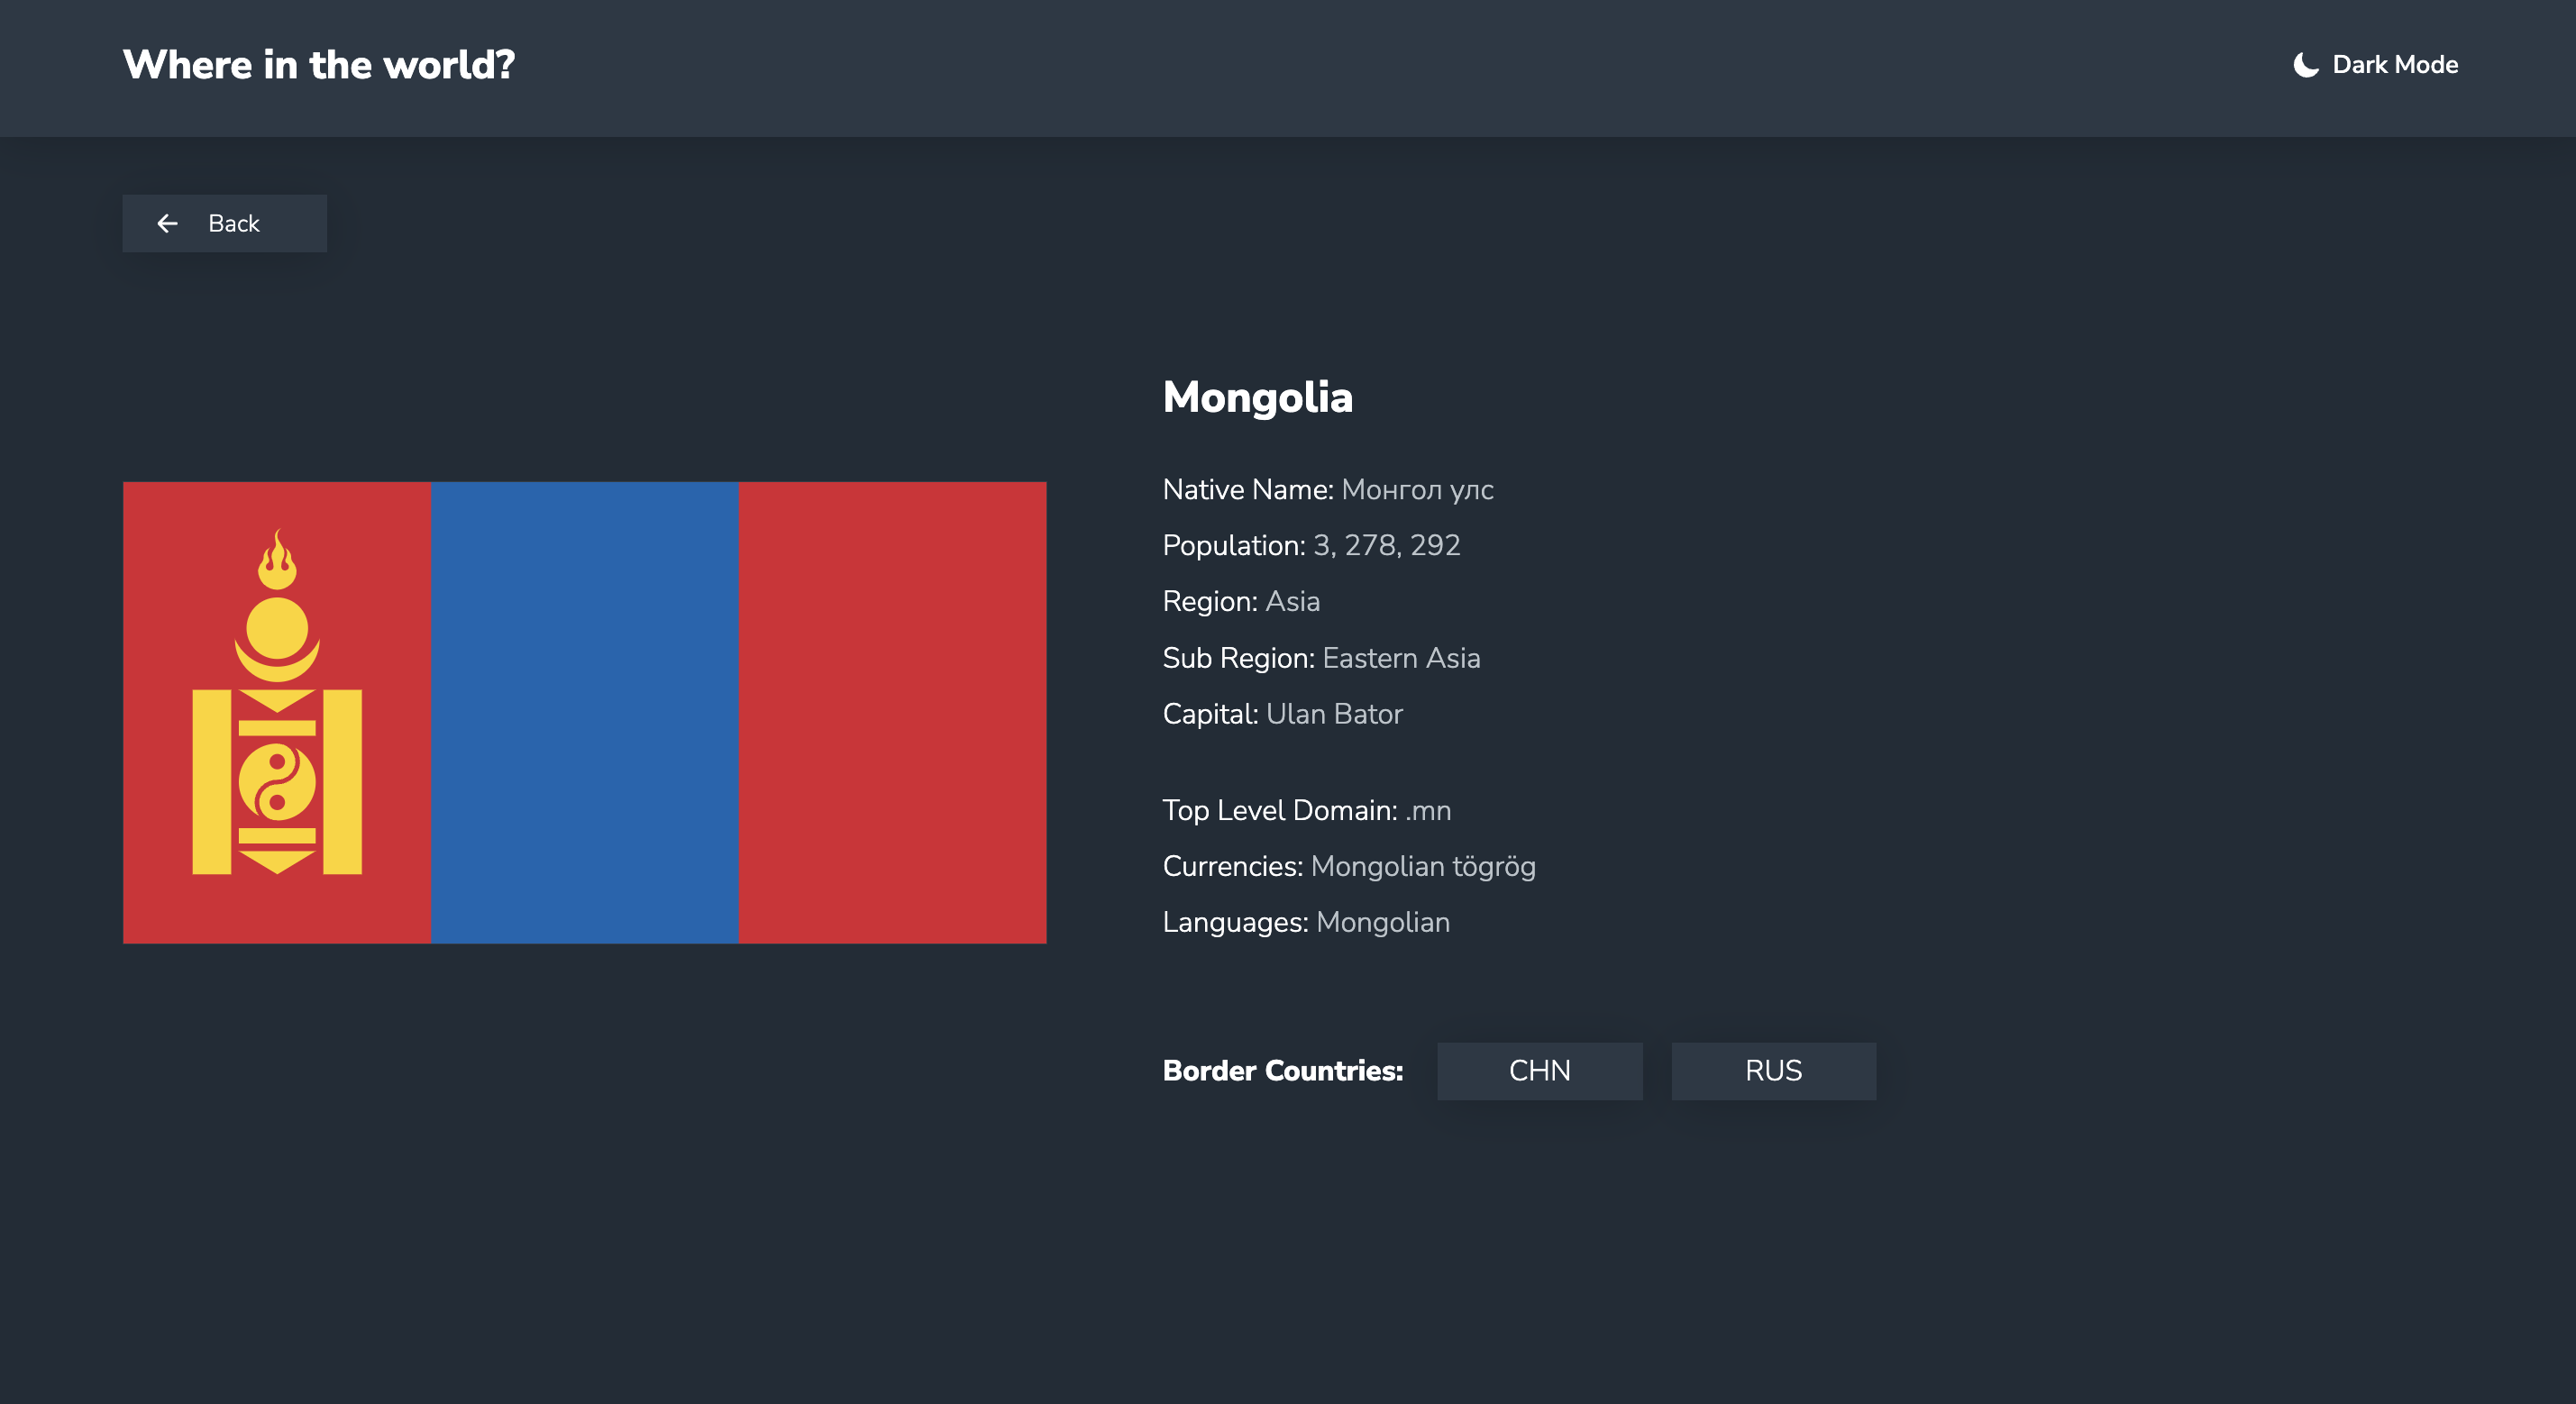 Where in the world?
Dark Mode
Back
Mongolia
Native Name: Монгол улс
Population: 3, 278, 292
Region: Asia
Sub Region: Eastern Asia
Capital: Ulan Bator
Top Level Domain: .mn
Currencies: Mongolian tögrög
Languages: Mongolian
Border Countries: CHN RUS